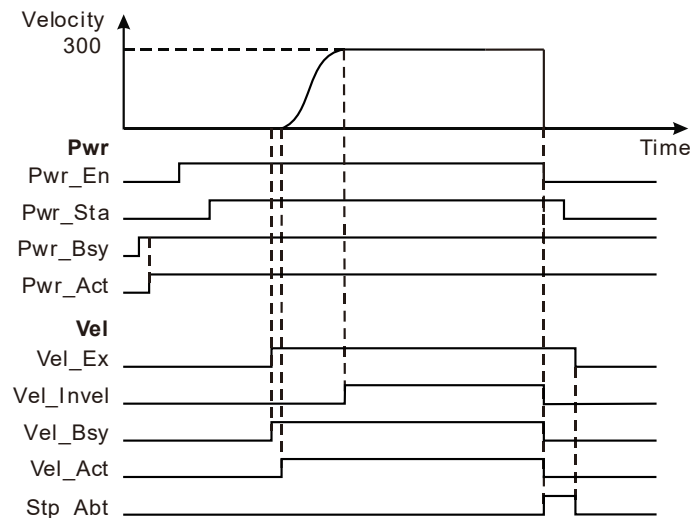 Velocity
300
Time
Pwr
Pwr_En
Pwr_Sta
Pwr_Bsy
Pwr_Act
Vel
Vel_Ex
Vel_Invel
Vel_Bsy
Vel_Act
Stp_Abt